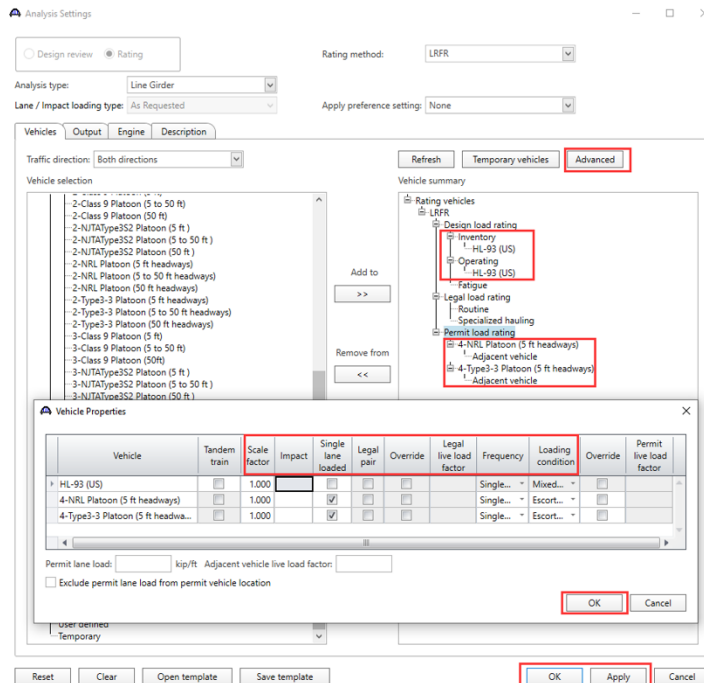 Analysis Settings
Design review Rating Rating method: LRFR
Analysis type: Line Girder
Lane / Impact loading type: As Requested Apply preference setting: None
Vehicles Output Engine Description
Traffic direction: Both directions Refresh Temporary vehicles Advanced
Vehicle selection
2-Class 9 Platoon (5 to 50 ft)
2-Class 9 Platoon (50 ft)
2-NJTAType3S2 Platoon (5 ft )
2-NJTAType3S2 Platoon (5 to 50 ft )
2-NJTAType3S2 Platoon (50 ft )
2-NRL Platoon (5 ft headways)
2-NRL Platoon (5 to 50 ft headways)
2-NRL Platoon (50 ft headways)
2-Type3-3 Platoon (5 ft headways)
2-Type3-3 Platoon (5 to 50 ft headways)
2-Type3-3 Platoon (50 ft headways)
3-Class 9 Platoon (5 ft)
3-Class 9 Platoon (5 to 50 ft)
3-Class 9 Platoon (50ft)
3-NJTAType3S2 Platoon (5 ft )
3-NJTAType3S2 Platoon (5 to 50 ft )
3-NJTAType3S2 Platoon (50 ft )
Add to
>>
Remove from
<<
Vehicle summary
Rating vehicles
LRFR
Design load rating
Inventory
HL-93 (US)
Operating
HL-93 (US)
Fatigue
Legal load rating
Routine
Specialized hauling
Permit load rating
4-NRL Platoon (5 ft headways)
Adjacent vehicle
4-Type3-3 Platoon (5 ft headways)
Adjacent vehicle
Vehicle Properties
Vehicle Tandem train Scale factor Impact Single lane loaded Legal pair Override Legal live load factor Frequency Loading condition Override Permit live load factor
HL-93 (US) 1.000 Single... Mixed...
4-NRL Platoon (5 ft headways) 1.000 Single... Escort...
4-Type3-3 Platoon (5 ft headwa... 1.000 Single... Escort...
Permit lane load: kip/ft Adjacent vehicle live load factor:
Exclude permit lane load from permit vehicle location
OK Cancel
User defined
Temporary
Reset Clear Open template Save template OK Apply Cancel